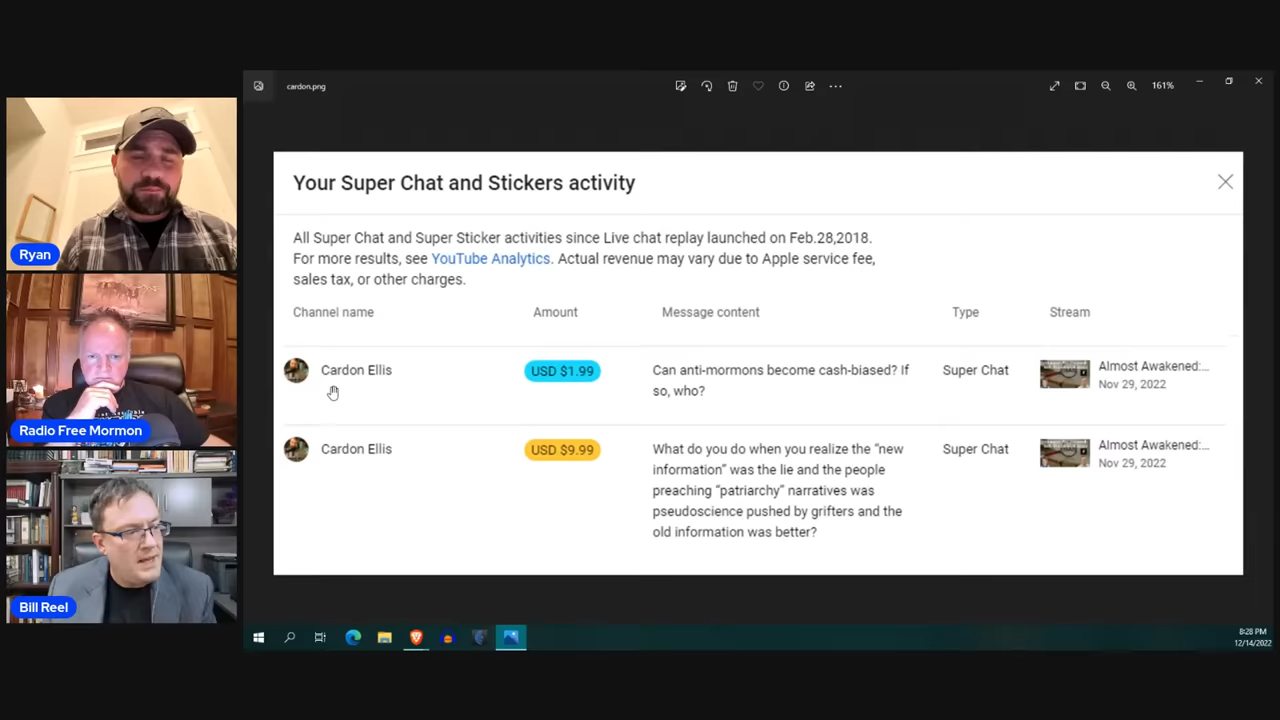 cardon.png
161%
Your Super Chat and Stickers activity
All Super Chat and Super Sticker activities since Live chat replay launched on Feb.28,2018.
For more results, see YouTube Analytics. Actual revenue may vary due to Apple service fee,
sales tax, or other charges.
Channel name Amount Message content Type Stream
Cardon Ellis USD $1.99 Can anti-mormons become cash-biased? If Super Chat Almost Awakened:...
so, who? Nov 29, 2022
Cardon Ellis USD $9.99 What do you do when you realize the “new Super Chat Almost Awakened:...
information” was the lie and the people Nov 29, 2022
preaching “patriarchy” narratives was
pseudoscience pushed by grifters and the
old information was better?
Ryan
Radio Free Mormon
Bill Reel
8:28 PM
12/14/2022